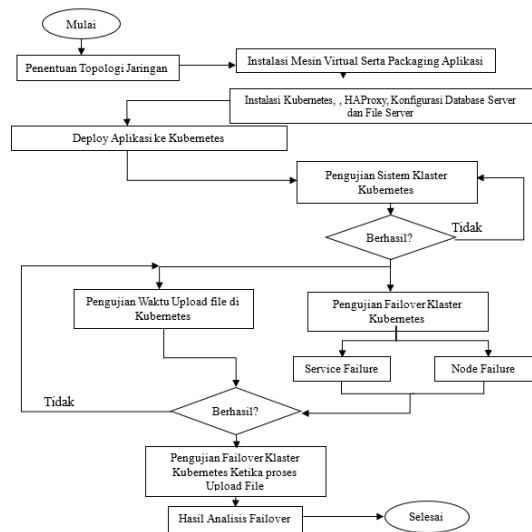 Mulai
Penentuan Topologi Jaringan
Instalasi Mesin Virtual Serta Packaging Aplikasi
Instalasi Kubernetes, , HAProxy, Konfigurasi Database Server
dan File Server
Deploy Aplikasi ke Kubernetes
Pengujian Sistem Klaster
Kubernetes
Berhasil?
Tidak
Pengujian Waktu Upload file di
Kubernetes
Pengujian Failover Klaster
Kubernetes
Service Failure
Node Failure
Tidak
Berhasil?
Pengujian Failover Klaster
Kubernetes Ketika proses
Upload File
Hasil Analisis Failover
Selesai